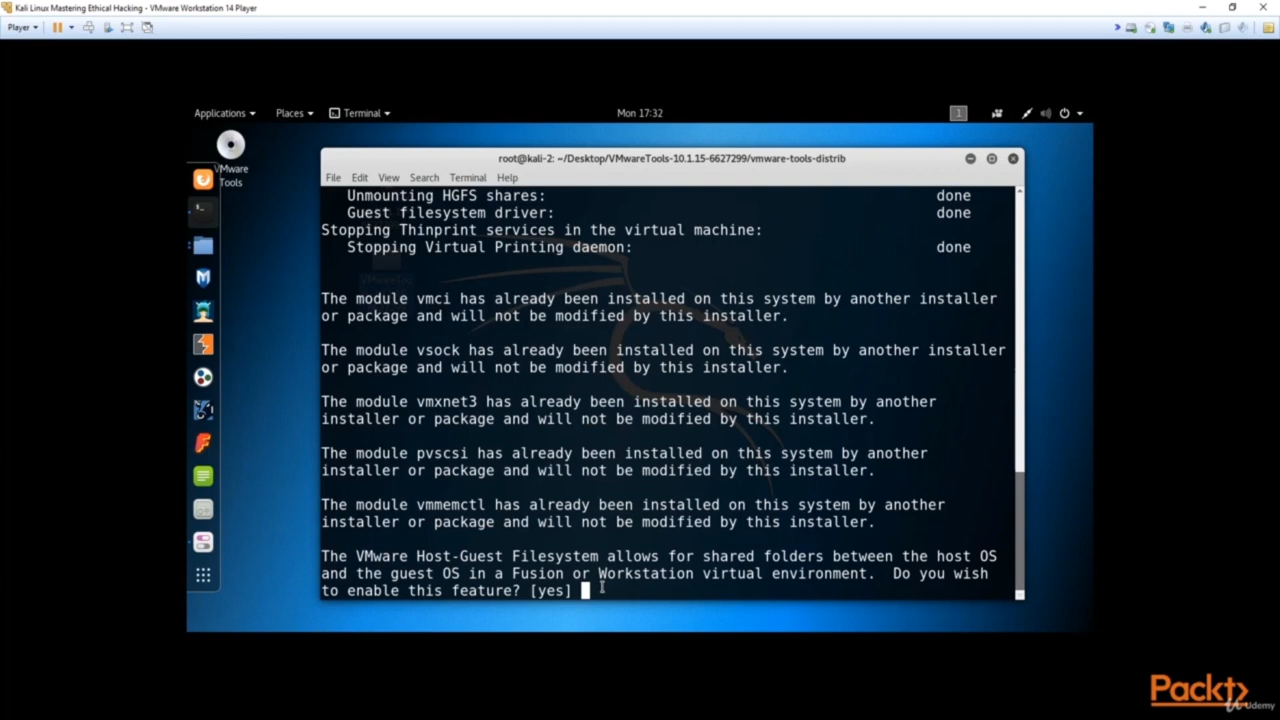 Kali Linux Mastering Ethical Hacking - VMware Workstation 14 Player
Player
Applications Places Terminal Mon 17:32 1
VMware
Tools
root@kali-2: ~/Desktop/VMwareTools-10.1.15-6627299/vmware-tools-distrib
File Edit View Search Terminal Help
Unmounting HGFS shares: done
Guest filesystem driver: done
Stopping Thinprint services in the virtual machine:
Stopping Virtual Printing daemon: done
The module vmci has already been installed on this system by another installer
or package and will not be modified by this installer.
The module vsock has already been installed on this system by another installer
or package and will not be modified by this installer.
The module vmxnet3 has already been installed on this system by another
installer or package and will not be modified by this installer.
The module pvscsi has already been installed on this system by another
installer or package and will not be modified by this installer.
The module vmmemctl has already been installed on this system by another
installer or package and will not be modified by this installer.
The VMware Host-Guest Filesystem allows for shared folders between the host OS
and the guest OS in a Fusion or Workstation virtual environment.  Do you wish
to enable this feature? [yes]
Packt
Udemy